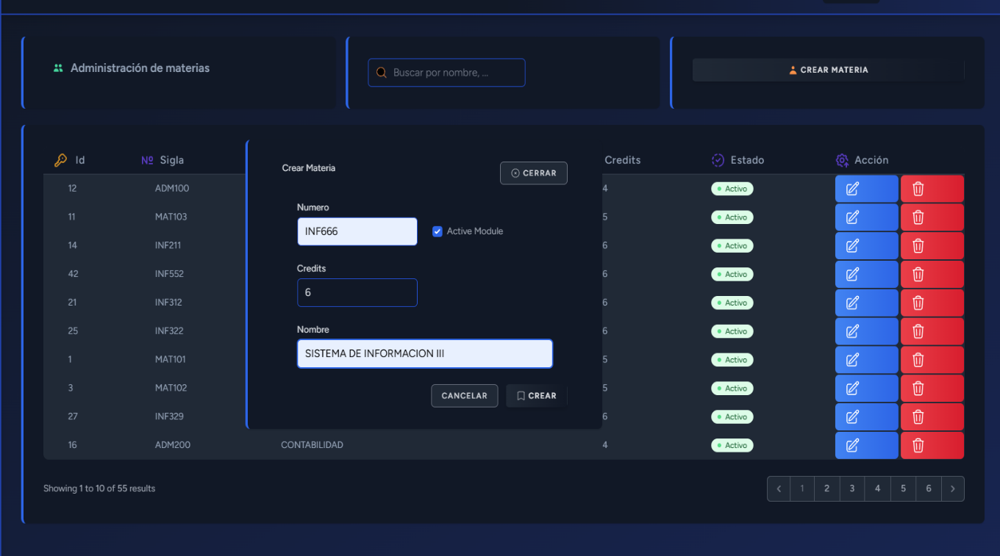 Administración de materias
Buscar por nombre, ...
CREAR MATERIA
Id
Nº Sigla
Credits
Estado
Acción
Crear Materia
CERRAR
Numero
INF666
Active Module
Credits
6
Nombre
SISTEMA DE INFORMACION III
CANCELAR
CREAR
12 ADM100 4 Activo
11 MAT103 5 Activo
14 INF211 6 Activo
42 INF552 6 Activo
21 INF312 6 Activo
25 INF322 6 Activo
1 MAT101 5 Activo
3 MAT102 5 Activo
27 INF329 6 Activo
16 ADM200 CONTABILIDAD 4 Activo
Showing 1 to 10 of 55 results
1 2 3 4 5 6